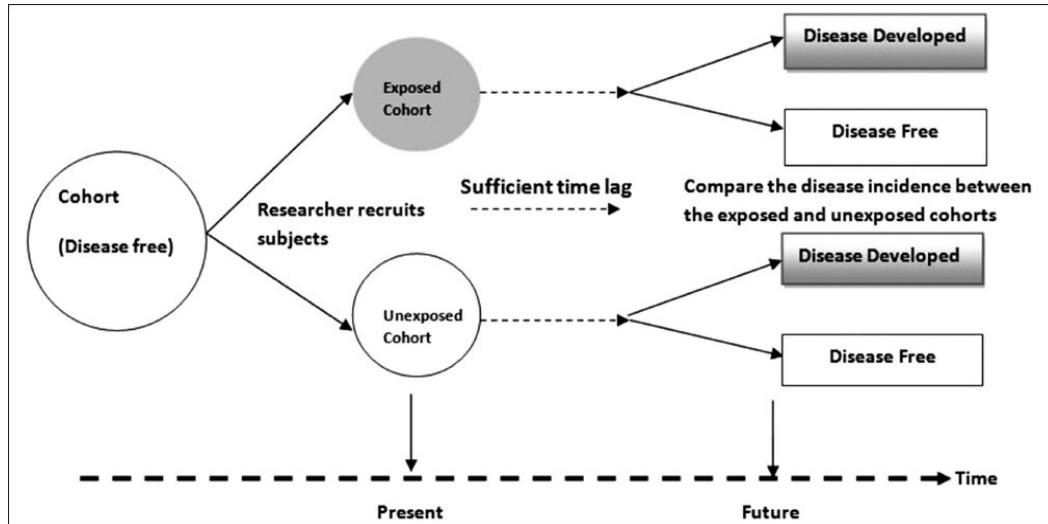 Disease Developed
Exposed
Cohort
Disease Free
Cohort
(Disease free)
Researcher recruits
subjects
Sufficient time lag
Compare the disease incidence between
the exposed and unexposed cohorts
Disease Developed
Unexposed
Cohort
Disease Free
Time
Present
Future